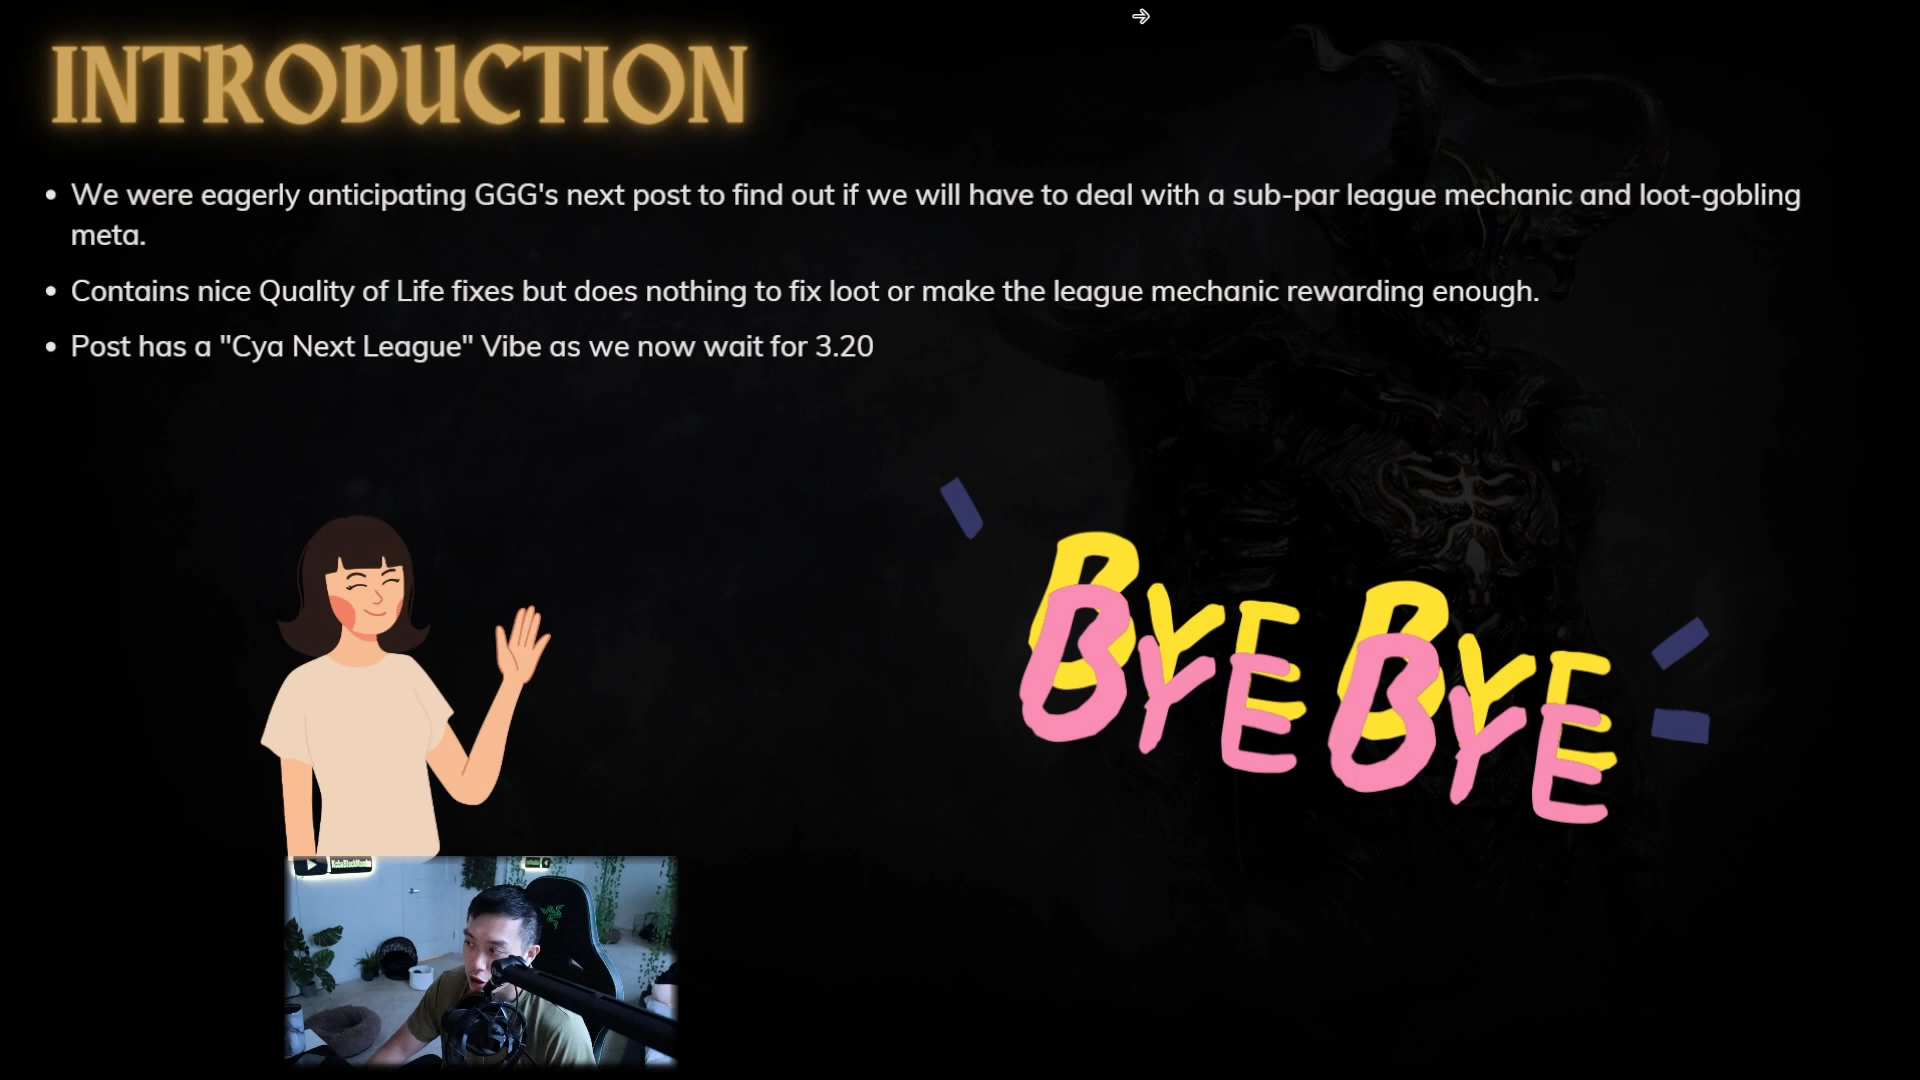 INTRODUCTION
• We were eagerly anticipating GGG's next post to find out if we will have to deal with a sub-par league mechanic and loot-gobling
meta.
• Contains nice Quality of Life fixes but does nothing to fix loot or make the league mechanic rewarding enough.
• Post has a "Cya Next League" Vibe as we now wait for 3.20
BYE BYE
BYE BYE